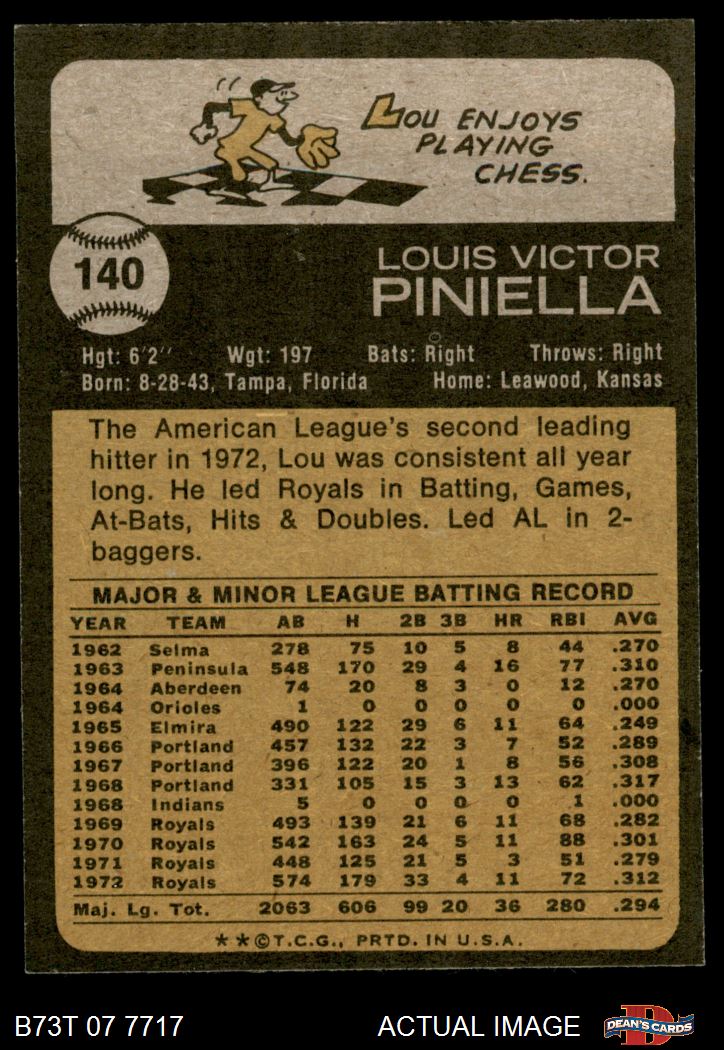 LOU ENJOYS
PLAYING
CHESS.
140
LOUIS VICTOR
PINIELLA
Hgt: 6'2'' Wgt: 197 Bats: Right Throws: Right
Born: 8-28-43, Tampa, Florida Home: Leawood, Kansas
The American League's second leading
hitter in 1972, Lou was consistent all year
long. He led Royals in Batting, Games,
At-Bats, Hits & Doubles. Led AL in 2-
baggers.
MAJOR & MINOR LEAGUE BATTING RECORD
YEAR TEAM AB H 2B 3B HR RBI AVG
1962 Selma 278 75 10 5 8 44 .270
1963 Peninsula 548 170 29 4 16 77 .310
1964 Aberdeen 74 20 8 3 0 12 .270
1964 Orioles 1 0 0 0 0 0 .000
1965 Elmira 490 122 29 6 11 64 .249
1966 Portland 457 132 22 3 7 52 .289
1967 Portland 396 122 20 1 8 56 .308
1968 Portland 331 105 15 3 13 62 .317
1968 Indians 5 0 0 0 0 1 .000
1969 Royals 493 139 21 6 11 68 .282
1970 Royals 542 163 24 5 11 88 .301
1971 Royals 448 125 21 5 3 51 .279
1972 Royals 574 179 33 4 11 72 .312
Maj. Lg. Tot. 2063 606 99 20 36 280 .294
★★©T.C.G., PRTD. IN U.S.A.
B73T 07 7717 ACTUAL IMAGE D DEAN'S CARDS